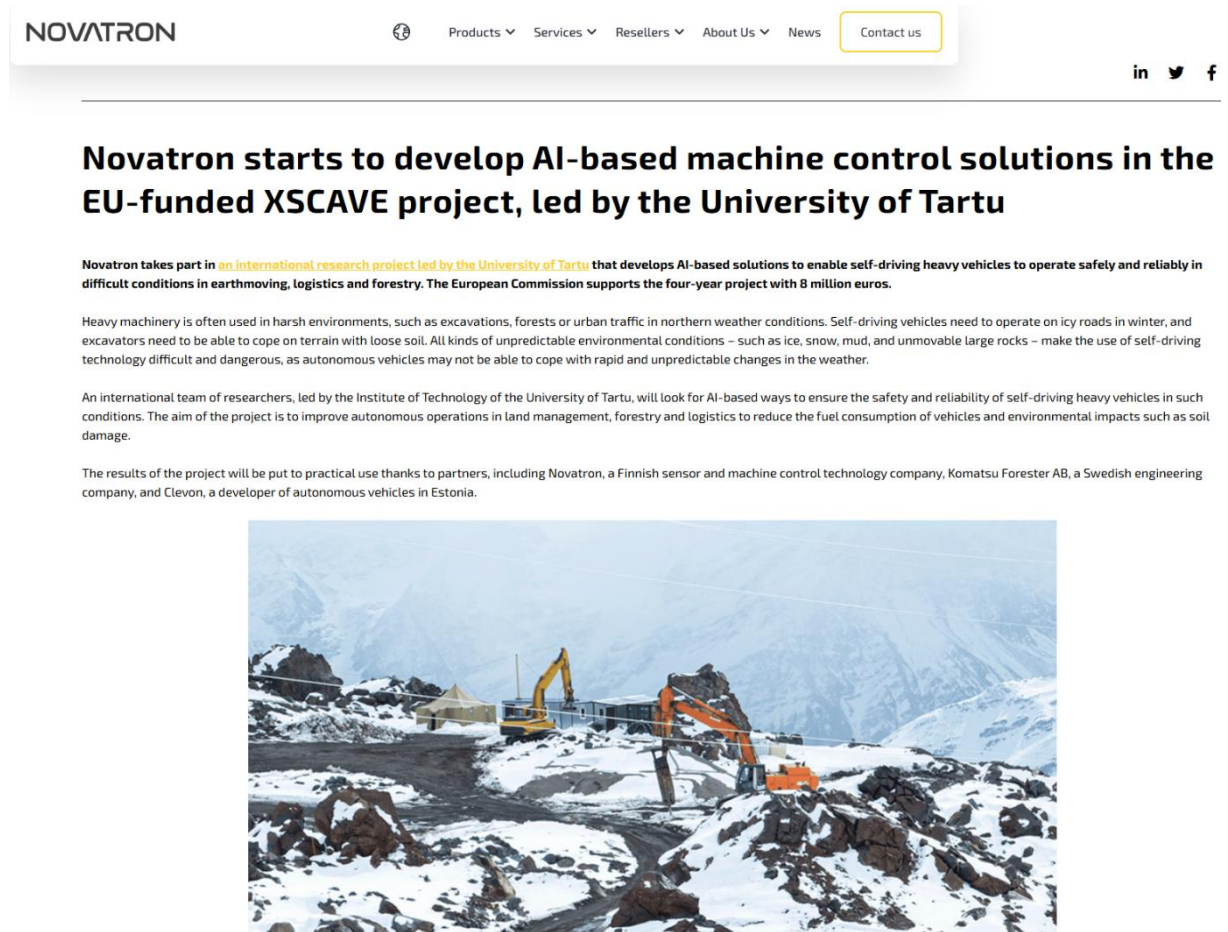 NOVATRON
Products Services Resellers About Us News Contact us
in f
Novatron starts to develop AI-based machine control solutions in the
EU-funded XSCAVE project, led by the University of Tartu
Novatron takes part in an international research project led by the University of Tartu that develops AI-based solutions to enable self-driving heavy vehicles to operate safely and reliably in
difficult conditions in earthmoving, logistics and forestry. The European Commission supports the four-year project with 8 million euros.
Heavy machinery is often used in harsh environments, such as excavations, forests or urban traffic in northern weather conditions. Self-driving vehicles need to operate on icy roads in winter, and
excavators need to be able to cope on terrain with loose soil. All kinds of unpredictable environmental conditions – such as ice, snow, mud, and unmovable large rocks – make the use of self-driving
technology difficult and dangerous, as autonomous vehicles may not be able to cope with rapid and unpredictable changes in the weather.
An international team of researchers, led by the Institute of Technology of the University of Tartu, will look for AI-based ways to ensure the safety and reliability of self-driving heavy vehicles in such
conditions. The aim of the project is to improve autonomous operations in land management, forestry and logistics to reduce the fuel consumption of vehicles and environmental impacts such as soil
damage.
The results of the project will be put to practical use thanks to partners, including Novatron, a Finnish sensor and machine control technology company, Komatsu Forester AB, a Swedish engineering
company, and Clevon, a developer of autonomous vehicles in Estonia.